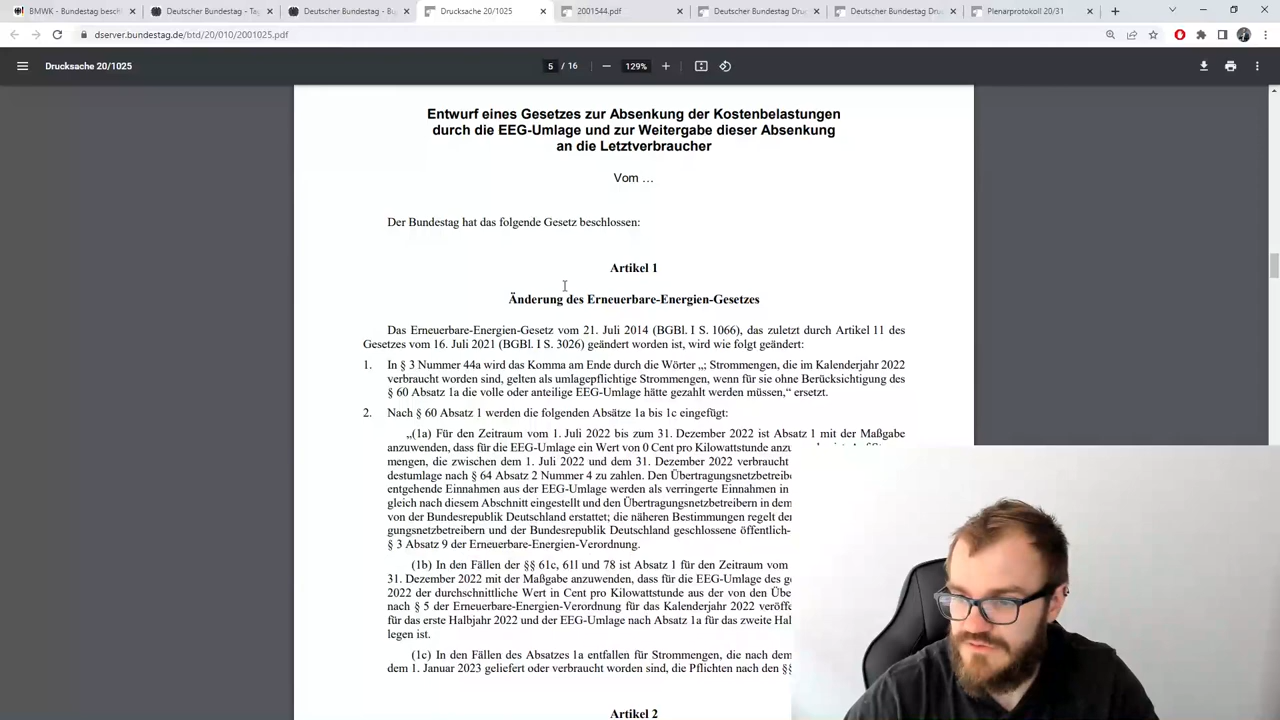 BMWK - Bundestag besch
Deutscher Bundestag - Ta
Deutscher Bundestag - Bu
Drucksache 20/1025
2001544.pdf
Deutscher Bundestag Dru
Deutscher Bundestag Dru
Plenarprotokoll 20/31
dserver.bundestag.de/btd/20/010/2001025.pdf
Drucksache 20/1025
5 / 16
129%
Entwurf eines Gesetzes zur Absenkung der Kostenbelastungen
durch die EEG-Umlage und zur Weitergabe dieser Absenkung
an die Letztverbraucher
Vom …
Der Bundestag hat das folgende Gesetz beschlossen:
Artikel 1
Änderung des Erneuerbare-Energien-Gesetzes
Das Erneuerbare-Energien-Gesetz vom 21. Juli 2014 (BGBl. I S. 1066), das zuletzt durch Artikel 11 des
Gesetzes vom 16. Juli 2021 (BGBl. I S. 3026) geändert worden ist, wird wie folgt geändert:
1. In § 3 Nummer 44a wird das Komma am Ende durch die Wörter „; Strommengen, die im Kalenderjahr 2022
verbraucht worden sind, gelten als umlagepflichtige Strommengen, wenn für sie ohne Berücksichtigung des
§ 60 Absatz 1a die volle oder anteilige EEG-Umlage hätte gezahlt werden müssen,“ ersetzt.
2. Nach § 60 Absatz 1 werden die folgenden Absätze 1a bis 1c eingefügt:
„(1a) Für den Zeitraum vom 1. Juli 2022 bis zum 31. Dezember 2022 ist Absatz 1 mit der Maßgabe
anzuwenden, dass für die EEG-Umlage ein Wert von 0 Cent pro Kilowattstunde anzu
mengen, die zwischen dem 1. Juli 2022 und dem 31. Dezember 2022 verbraucht
destumlage nach § 64 Absatz 2 Nummer 4 zu zahlen. Den Übertragungsnetzbetreibe
entgehende Einnahmen aus der EEG-Umlage werden als verringerte Einnahmen in
gleich nach diesem Abschnitt eingestellt und den Übertragungsnetzbetreibern in dem
von der Bundesrepublik Deutschland erstattet; die näheren Bestimmungen regelt der
gungsnetzbetreibern und der Bundesrepublik Deutschland geschlossene öffentlich-
§ 3 Absatz 9 der Erneuerbare-Energien-Verordnung.
(1b) In den Fällen der §§ 61c, 61l und 78 ist Absatz 1 für den Zeitraum vom
31. Dezember 2022 mit der Maßgabe anzuwenden, dass für die EEG-Umlage des g
2022 der durchschnittliche Wert in Cent pro Kilowattstunde aus der von den Übe
nach § 5 der Erneuerbare-Energien-Verordnung für das Kalenderjahr 2022 veröffe
für das erste Halbjahr 2022 und der EEG-Umlage nach Absatz 1a für das zweite Hal
legen ist.
(1c) In den Fällen des Absatzes 1a entfallen für Strommengen, die nach dem
dem 1. Januar 2023 geliefert oder verbraucht worden sind, die Pflichten nach den §§
Artikel 2